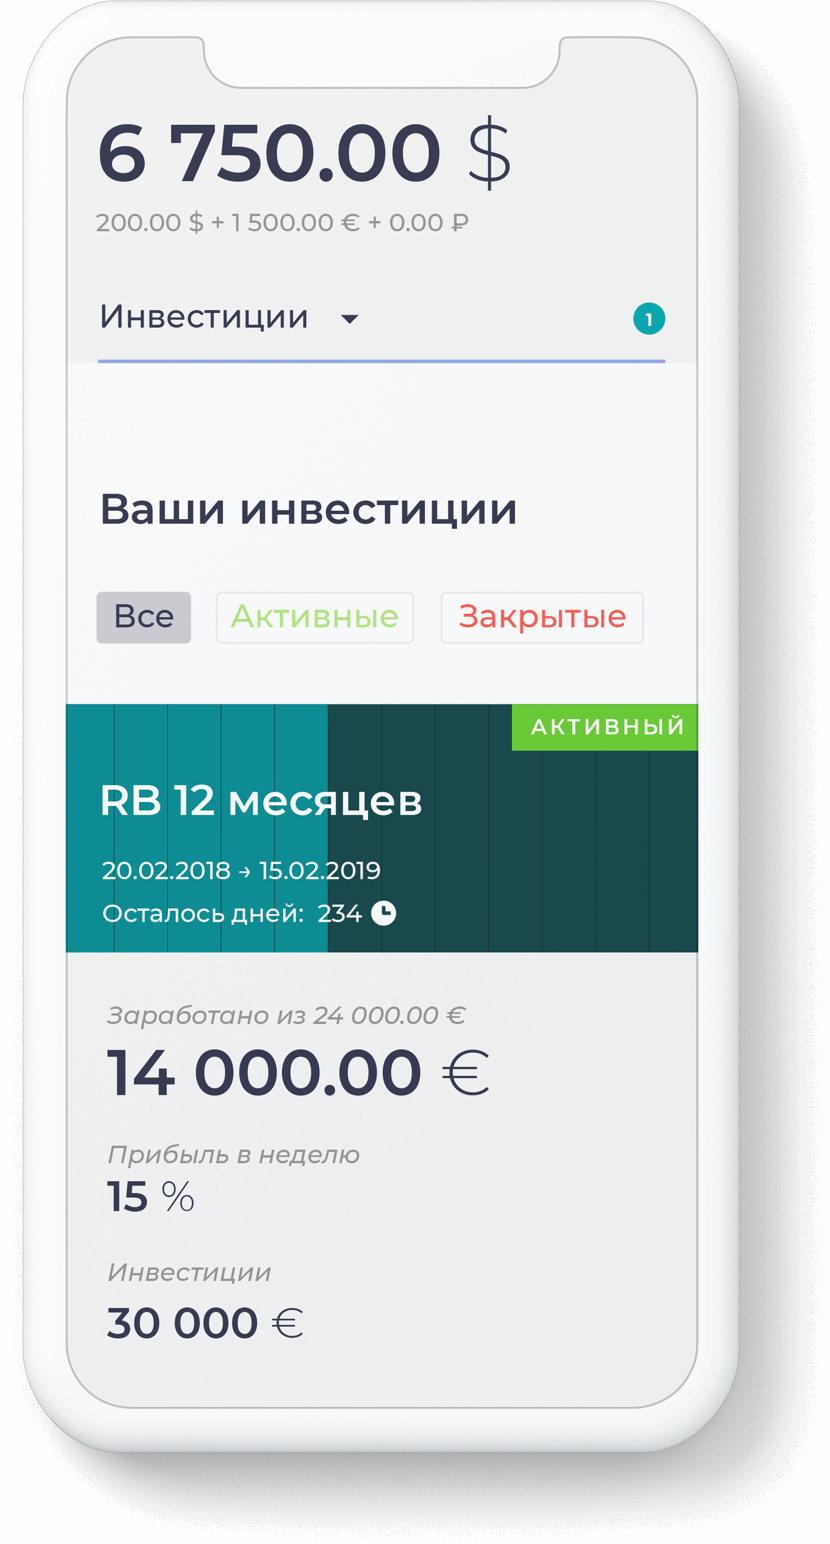 6 750.00 $
200.00 $ + 1 500.00 € + 0.00 ₽
Инвестиции
1
Ваши инвестиции
Все Активные Закрытые
АКТИВНЫЙ
RB 12 месяцев
20.02.2018 → 15.02.2019
Осталось дней: 234
Заработано из 24 000.00 €
14 000.00 €
Прибыль в неделю
15 %
Инвестиции
30 000 €